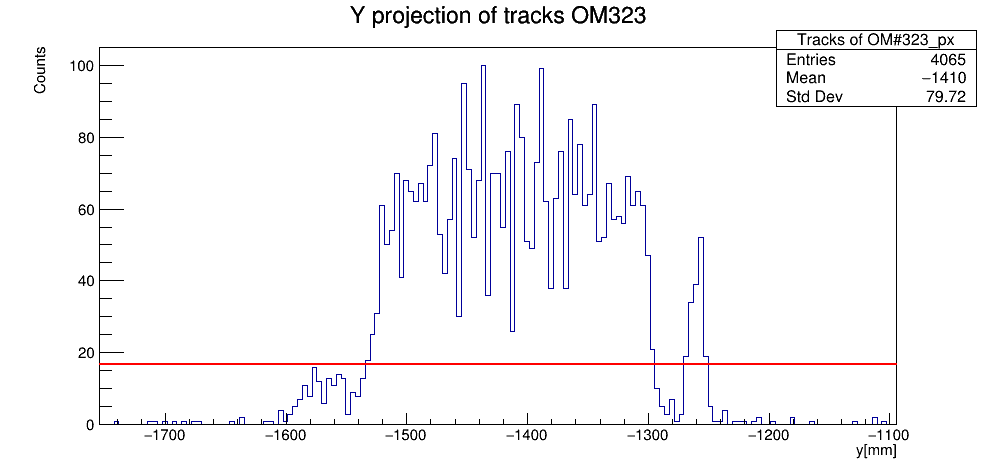 Y projection of tracks OM323
Tracks of OM#323_px
Entries 4065
Mean −1410
Std Dev 79.72
Counts
100
80
60
40
20
0
−1700 −1600 −1500 −1400 −1300 −1200 −1100
y[mm]